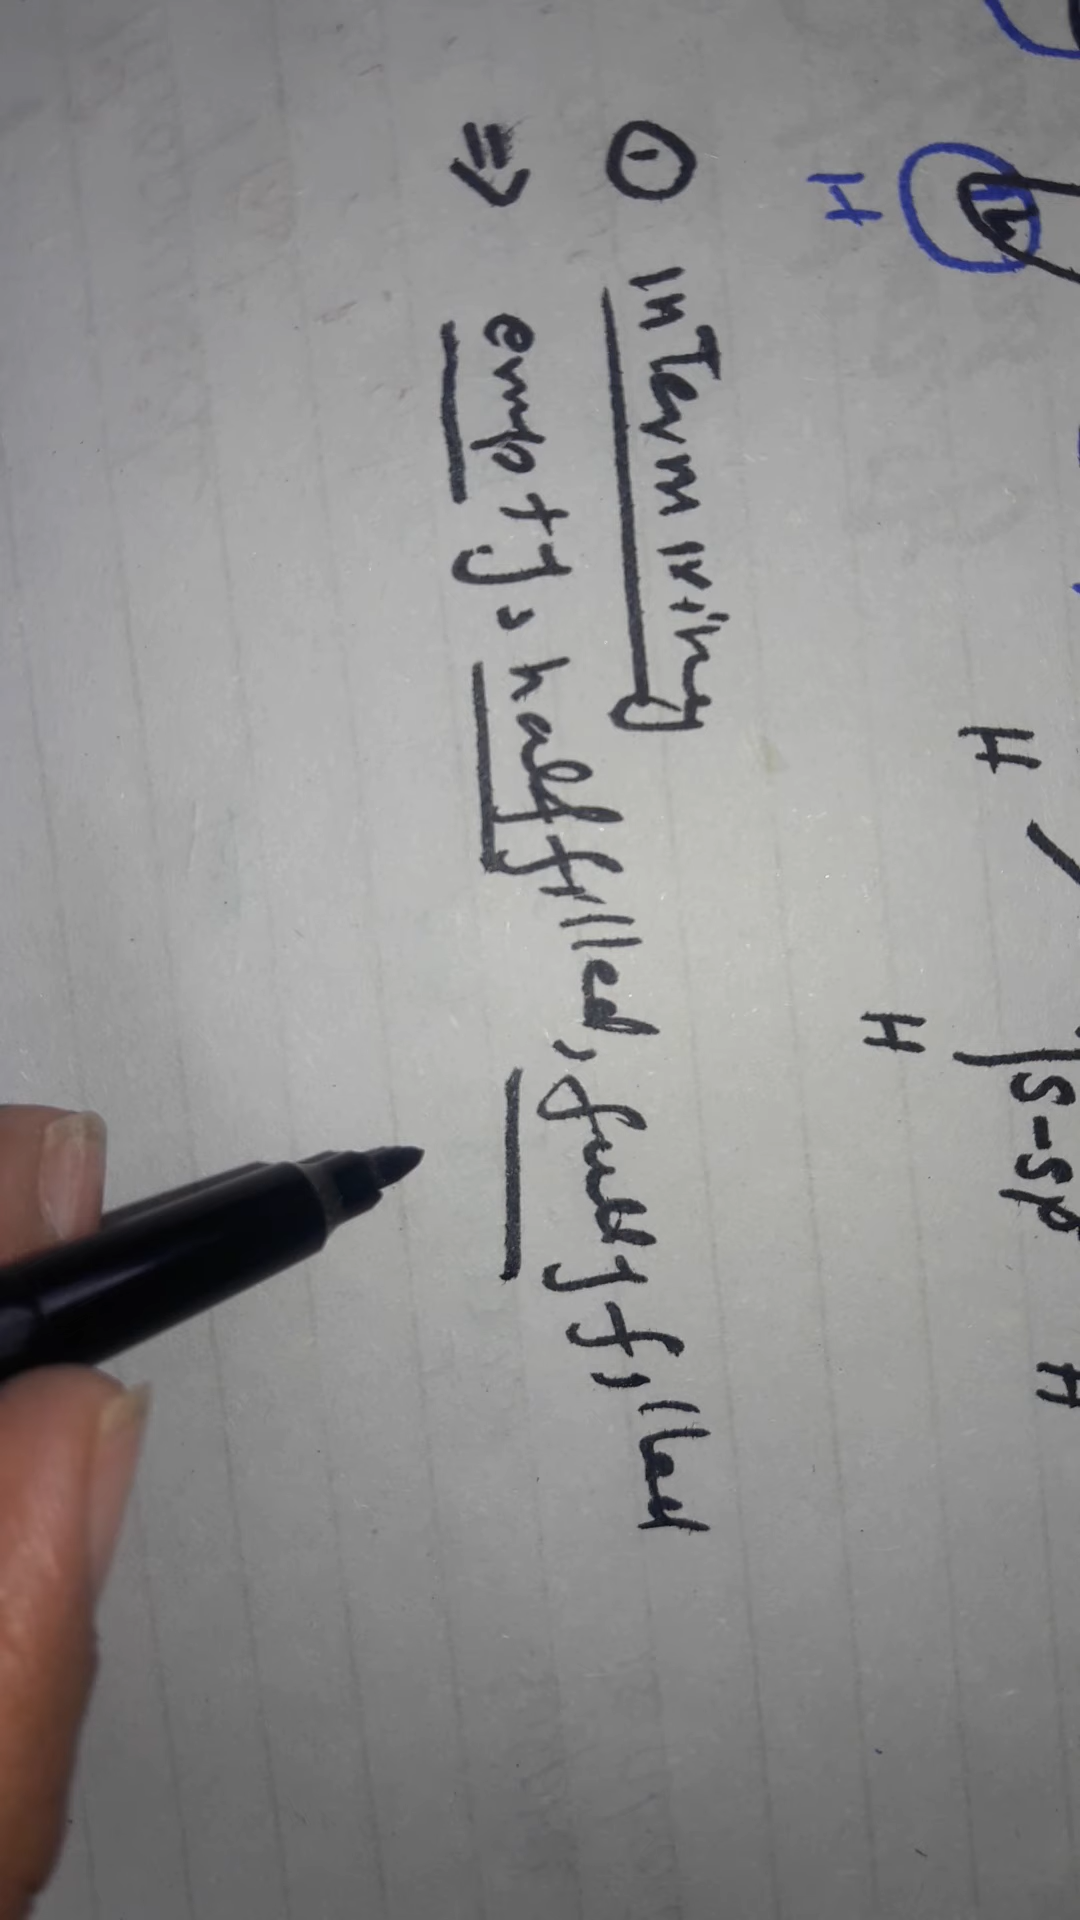 H
H
H
s-sp
H
① InTermixing
⇒ empty, half filled, fully filled